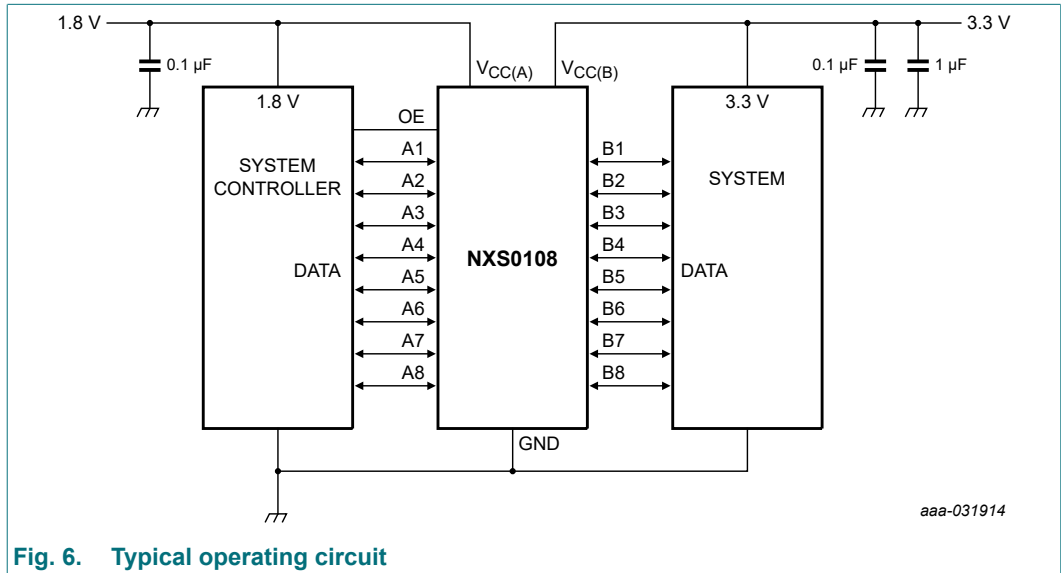 1.8 V
3.3 V
0.1 µF
VCC(A)
VCC(B)
0.1 µF
1 µF
1.8 V
3.3 V
OE
A1
B1
SYSTEM
CONTROLLER
SYSTEM
A2
B2
A3
B3
A4
B4
DATA
NXS0108
DATA
A5
B5
A6
B6
A7
B7
A8
B8
GND
aaa-031914
Fig. 6. Typical operating circuit